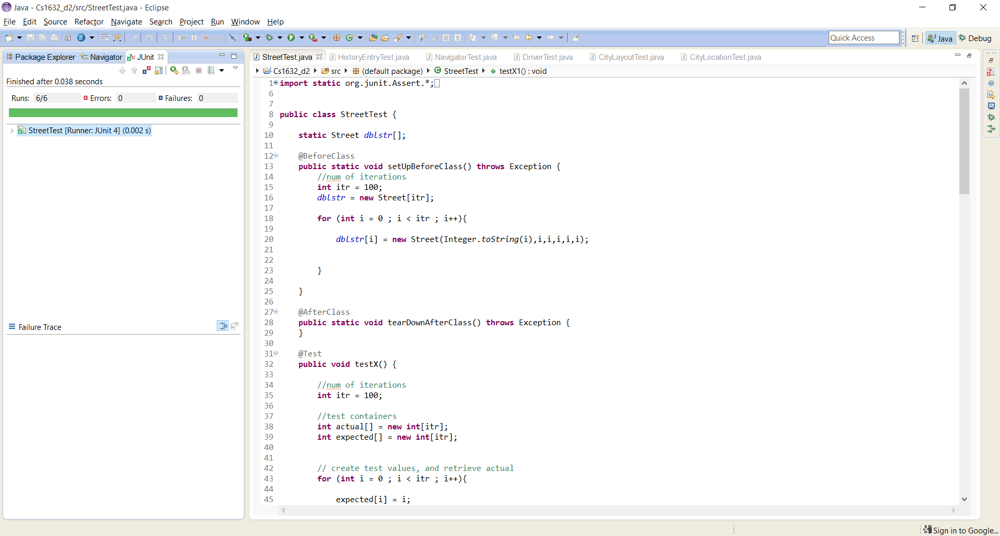 Java - Cs1632_d2/src/StreetTest.java - Eclipse
File Edit Source Refactor Navigate Search Project Run Window Help
Quick Access
Java Debug
Package Explorer Navigator JUnit
StreetTest.java HistoryEntryTest.java NavigatorTest.java DriverTest.java CityLayoutTest.java CityLocationTest.java
Cs1632_d2 src (default package) StreetTest testX1() : void
Finished after 0.038 seconds
Runs: 6/6 Errors: 0 Failures: 0
StreetTest [Runner: JUnit 4] (0.002 s)
Failure Trace
1 import static org.junit.Assert.*;
6
7
8 public class StreetTest {
9
10 static Street dblstr[];
11
12 @BeforeClass
13 public static void setUpBeforeClass() throws Exception {
14 //num of iterations
15 int itr = 100;
16 dblstr = new Street[itr];
17
18 for (int i = 0 ; i < itr ; i++){
19
20 dblstr[i] = new Street(Integer.toString(i),i,i,i,i,i);
21
22
23 }
24
25 }
26
27 @AfterClass
28 public static void tearDownAfterClass() throws Exception {
29 }
30
31 @Test
32 public void testX() {
33
34 //num of iterations
35 int itr = 100;
36
37 //test containers
38 int actual[] = new int[itr];
39 int expected[] = new int[itr];
40
41
42 // create test values, and retrieve actual
43 for (int i = 0 ; i < itr ; i++){
44
45 expected[i] = i;
Sign in to Google...